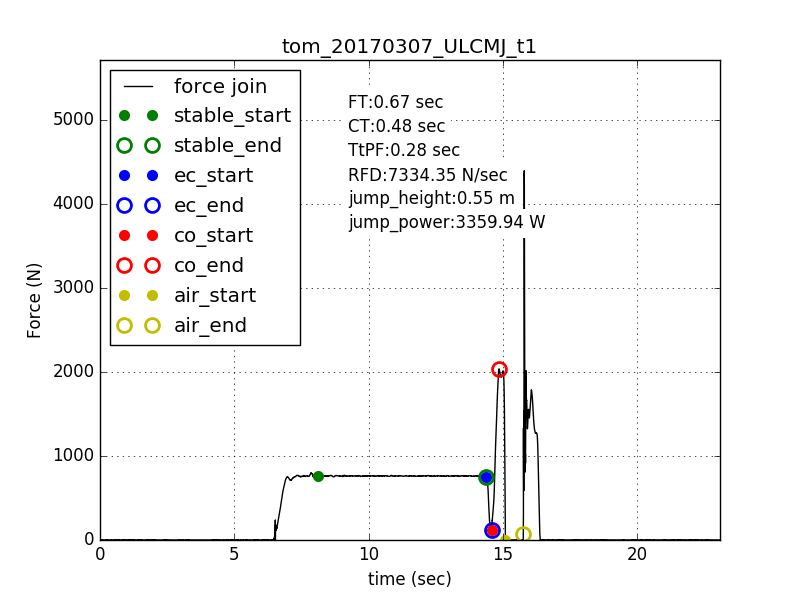 tom_20170307_ULCMJ_t1
force join
stable_start
stable_end
ec_start
ec_end
co_start
co_end
air_start
air_end
FT:0.67 sec
CT:0.48 sec
TtPF:0.28 sec
RFD:7334.35 N/sec
jump_height:0.55 m
jump_power:3359.94 W
Force (N)
5000
4000
3000
2000
1000
0
0 5 10 15 20
time (sec)